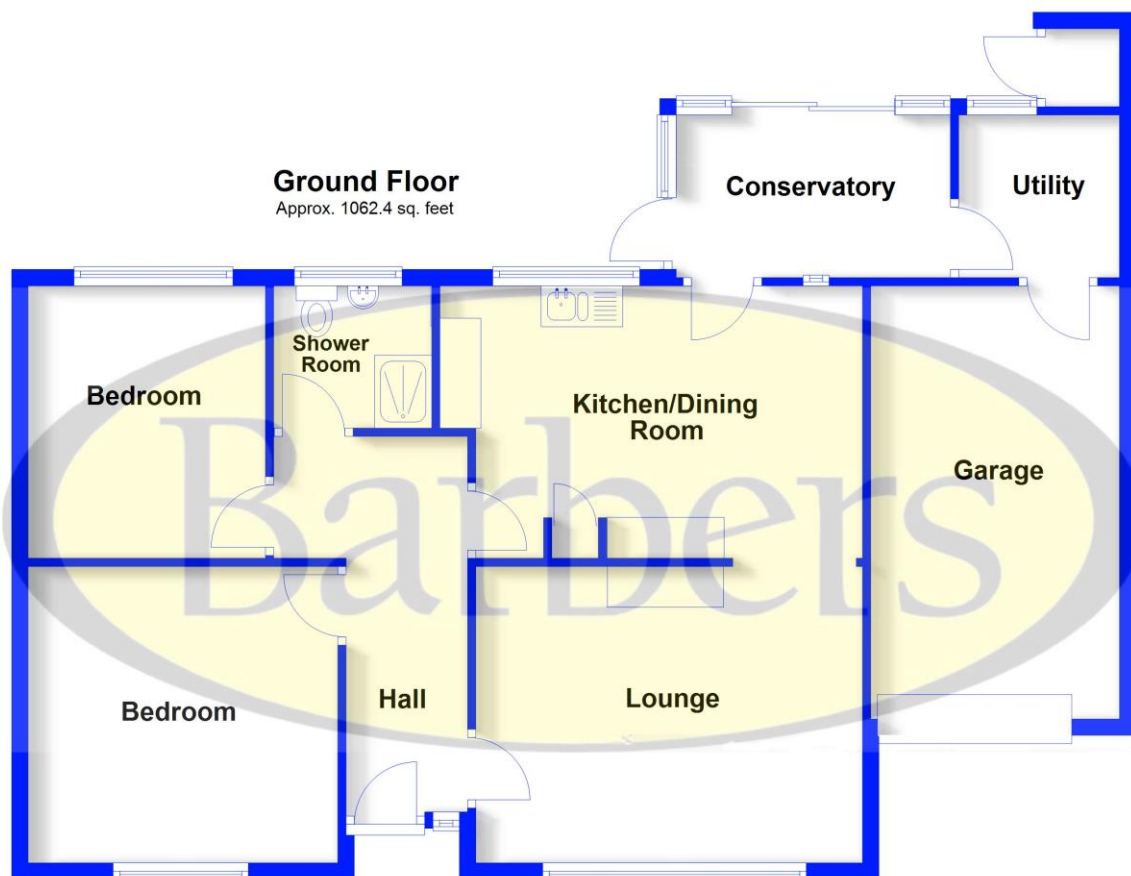 Ground Floor
Approx. 1062.4 sq. feet
Conservatory
Utility
Shower
Room
Bedroom
Kitchen/Dining
Room
Garage
Barbers
Bedroom
Hall
Lounge